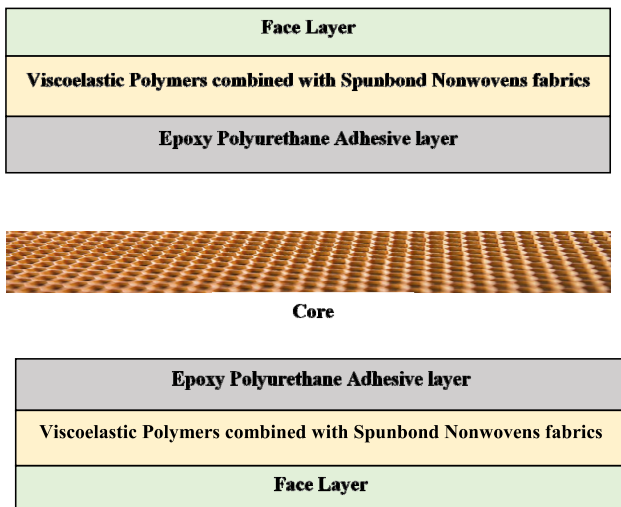 Face Layer
Viscoelastic Polymers combined with Spunbond Nonwovens fabrics
Epoxy Polyurethane Adhesive layer
Core
Epoxy Polyurethane Adhesive layer
Viscoelastic Polymers combined with Spunbond Nonwovens fabrics
Face Layer